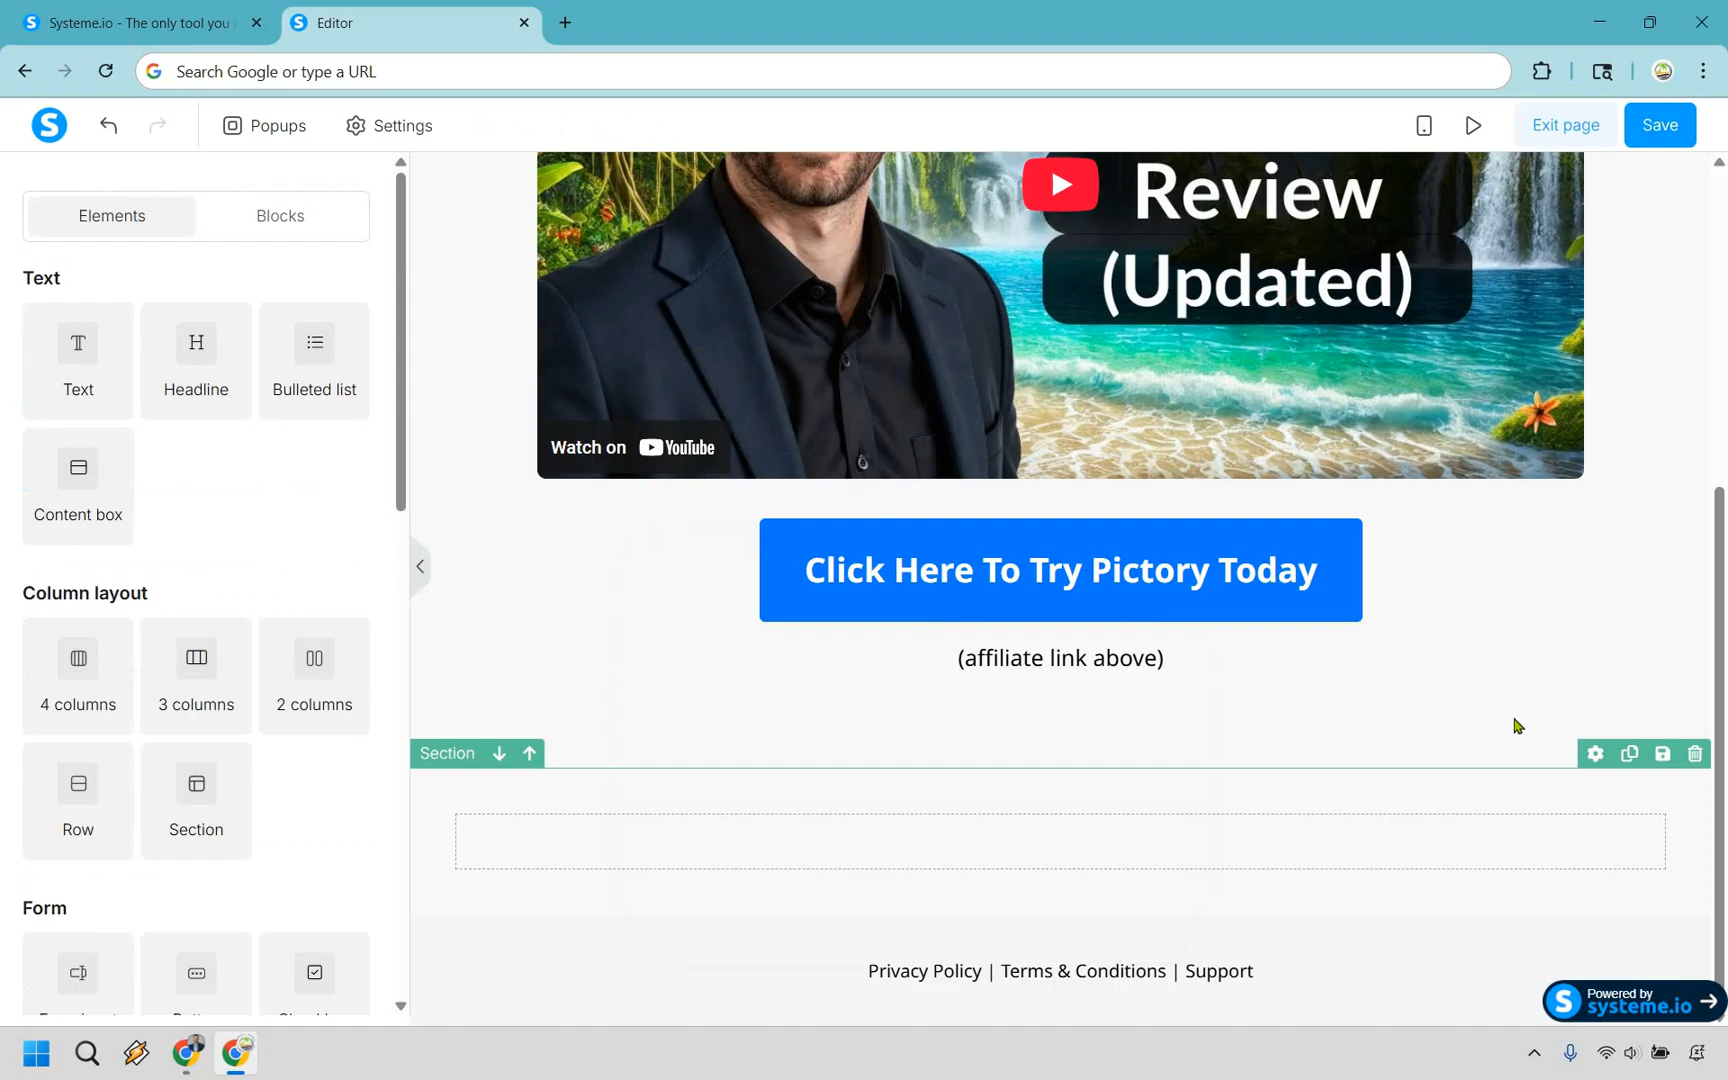 Systeme.io - The only tool you
Editor
Search Google or type a URL
Popups
Settings
Exit page
Save
Elements
Blocks
Text
Text
Headline
Bulleted list
Content box
Column layout
4 columns
3 columns
2 columns
Row
Section
Form
Review
(Updated)
Watch on YouTube
Click Here To Try Pictory Today
(affiliate link above)
Section
Privacy Policy | Terms & Conditions | Support
Powered by
systeme.io